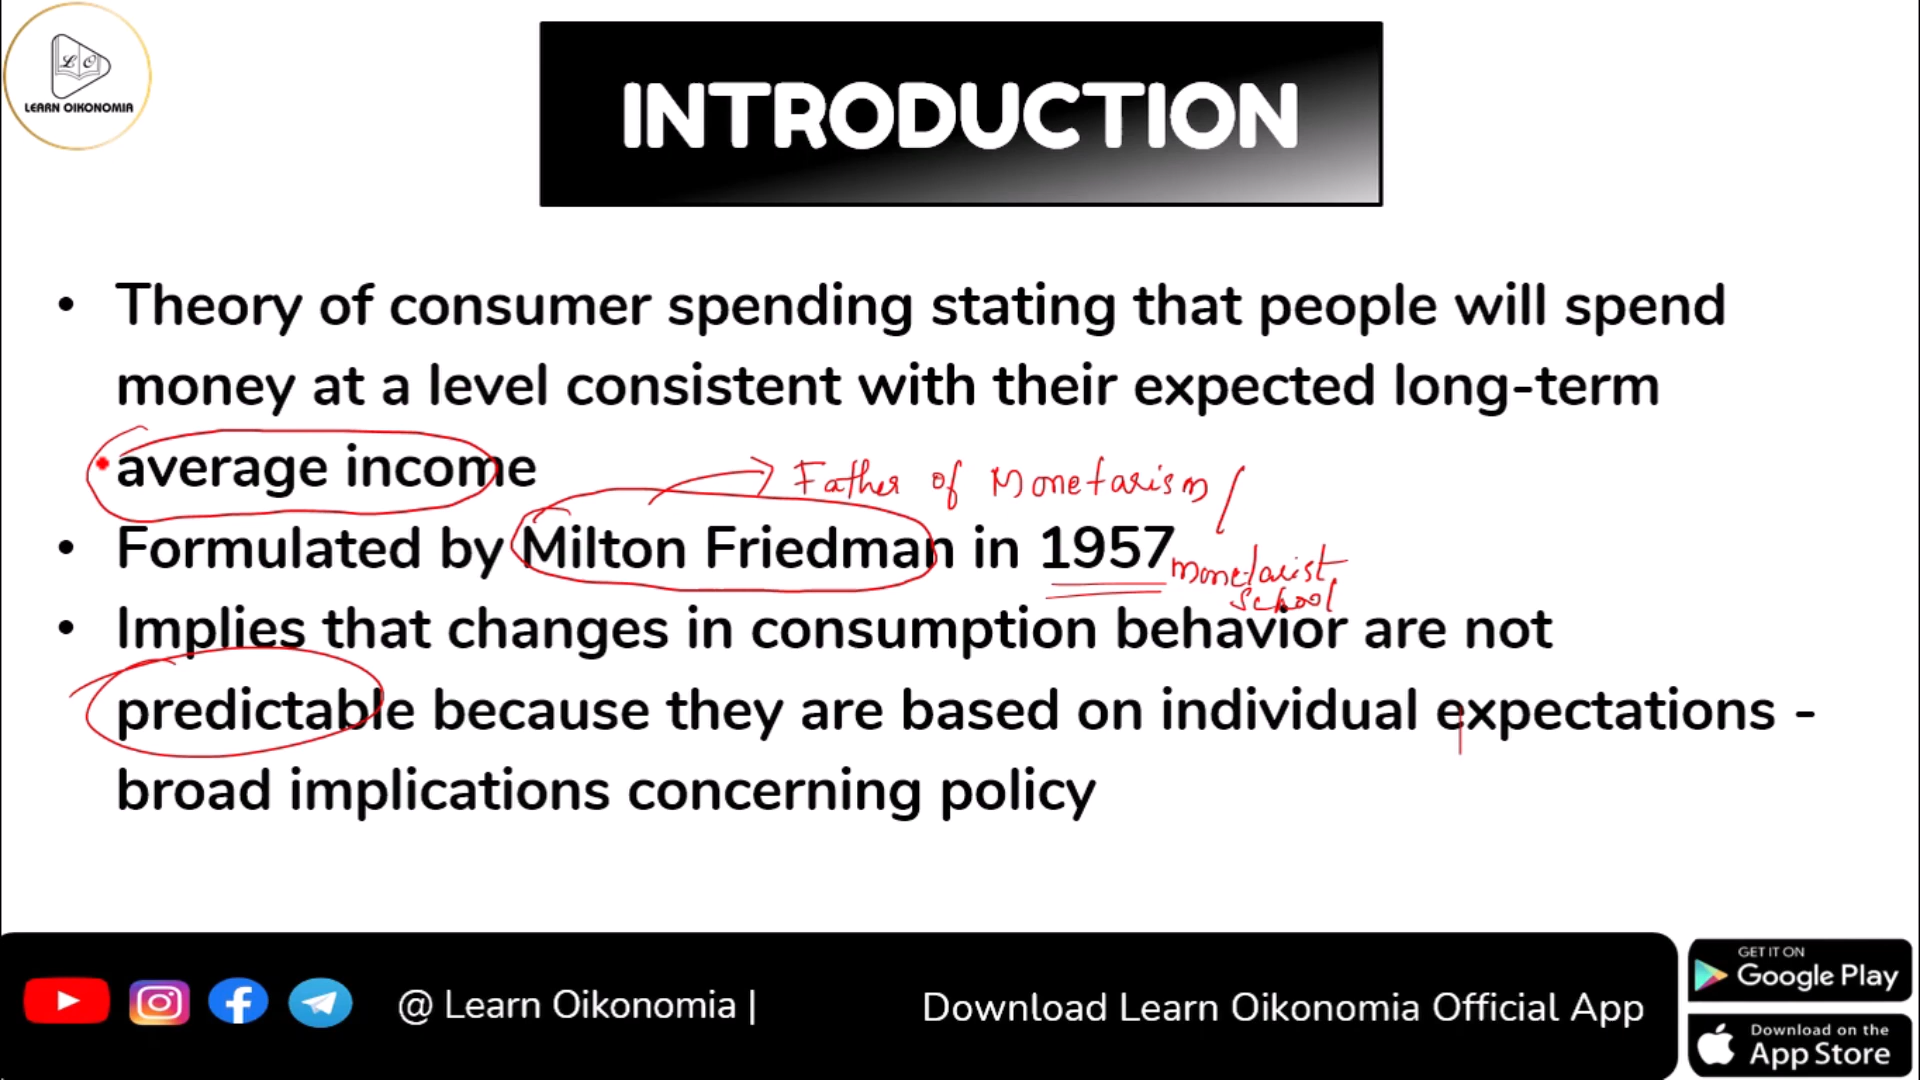 L O
LEARN OIKONOMIA
INTRODUCTION
• Theory of consumer spending stating that people will spend
money at a level consistent with their expected long-term
average income
Father of Monetarism /
• Formulated by Milton Friedman in 1957
monetarist
school
• Implies that changes in consumption behavior are not
predictable because they are based on individual expectations -
broad implications concerning policy
@ Learn Oikonomia |
Download Learn Oikonomia Official App
GET IT ON
Google Play
Download on the
App Store